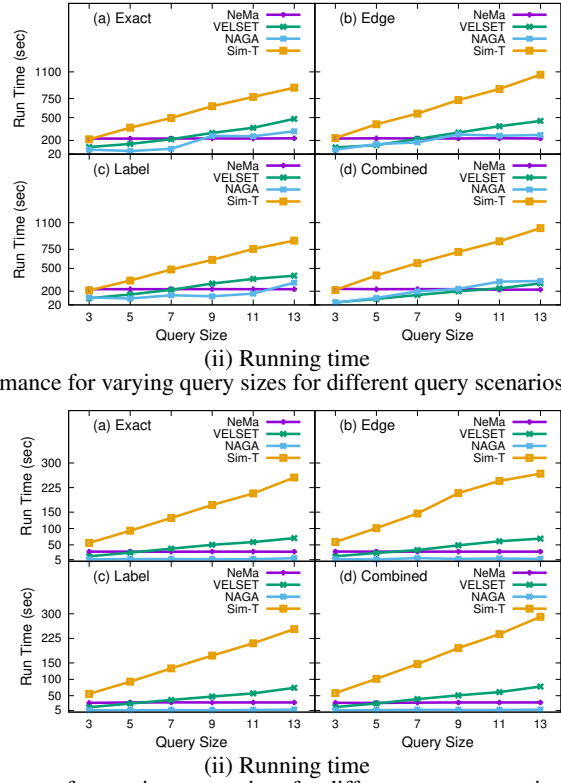 (a) Exact
NeMa
VELSET
NAGA
Sim-T
(b) Edge
NeMa
VELSET
NAGA
Sim-T
Run Time (sec)
1100
750
500
200
20
(c) Label
NeMa
VELSET
NAGA
Sim-T
(d) Combined
NeMa
VELSET
NAGA
Sim-T
Run Time (sec)
1100
750
500
200
20
3 5 7 9 11 13 3 5 7 9 11 13
Query Size Query Size
(ii) Running time
mance for varying query sizes for different query scenarios
(a) Exact
NeMa
VELSET
NAGA
Sim-T
(b) Edge
NeMa
VELSET
NAGA
Sim-T
Run Time (sec)
300
225
150
100
50
5
(c) Label
NeMa
VELSET
NAGA
Sim-T
(d) Combined
NeMa
VELSET
NAGA
Sim-T
Run Time (sec)
300
225
150
50
5
3 5 7 9 11 13 3 5 7 9 11 13
Query Size Query Size
(ii) Running time